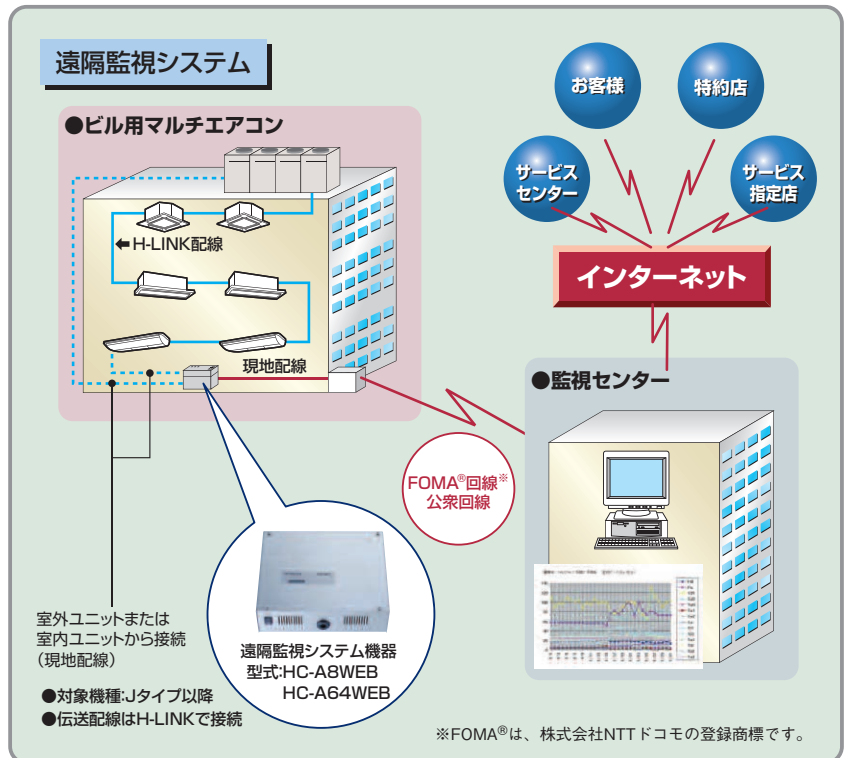 遠隔監視システム
●ビル用マルチエアコン
←H-LINK配線
現地配線
室外ユニットまたは
室内ユニットから接続
(現地配線)
●対象機種:Jタイプ以降
●伝送配線はH-LINKで接続
遠隔監視システム機器
型式:HC-A8WEB
HC-A64WEB
FOMA®回線※
公衆回線
お客様
特約店
サービス
センター
サービス
指定店
インターネット
●監視センター
※FOMA®は、株式会社NTTドコモの登録商標です。